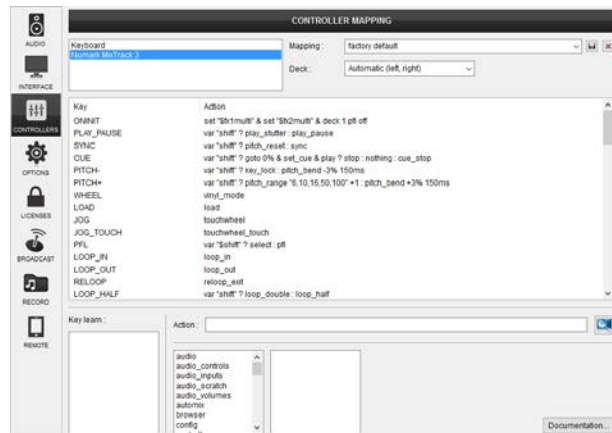 CONTROLLER MAPPING
AUDIO
INTERFACE
CONTROLLERS
OPTIONS
LICENSES
BROADCAST
RECORD
REMOTE
Keyboard
Numark MixTrack 3
Mapping :
factory default
Deck :
Automatic (left, right)
Key Action
ONINIT set "$fx1multi" & set "$fx2multi" & deck 1 pfl off
PLAY_PAUSE var "shift" ? play_stutter : play_pause
SYNC var "shift" ? pitch_reset : sync
CUE var "shift" ? goto 0% & set_cue & play ? stop : nothing : cue_stop
PITCH- var "shift" ? key_lock : pitch_bend -3% 150ms
PITCH+ var "shift" ? pitch_range "6,10,16,50,100" +1 : pitch_bend +3% 150ms
WHEEL vinyl_mode
LOAD load
JOG touchwheel
JOG_TOUCH touchwheel_touch
PFL var "$shift" ? select : pfl
LOOP_IN loop_in
LOOP_OUT loop_out
RELOOP reloop_exit
LOOP_HALF var "shift" ? loop_double : loop_half
Key learn :
Action :
audio
audio_controls
audio_inputs
audio_scratch
audio_volumes
automix
browser
config
Documentation...